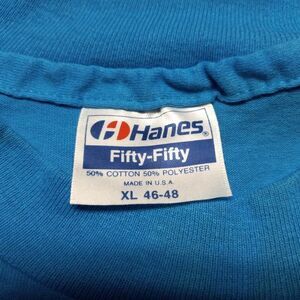 Hanes®
Fifty-Fifty
50% COTTON 50% POLYESTER
MADE IN U.S.A.
XL 46-48